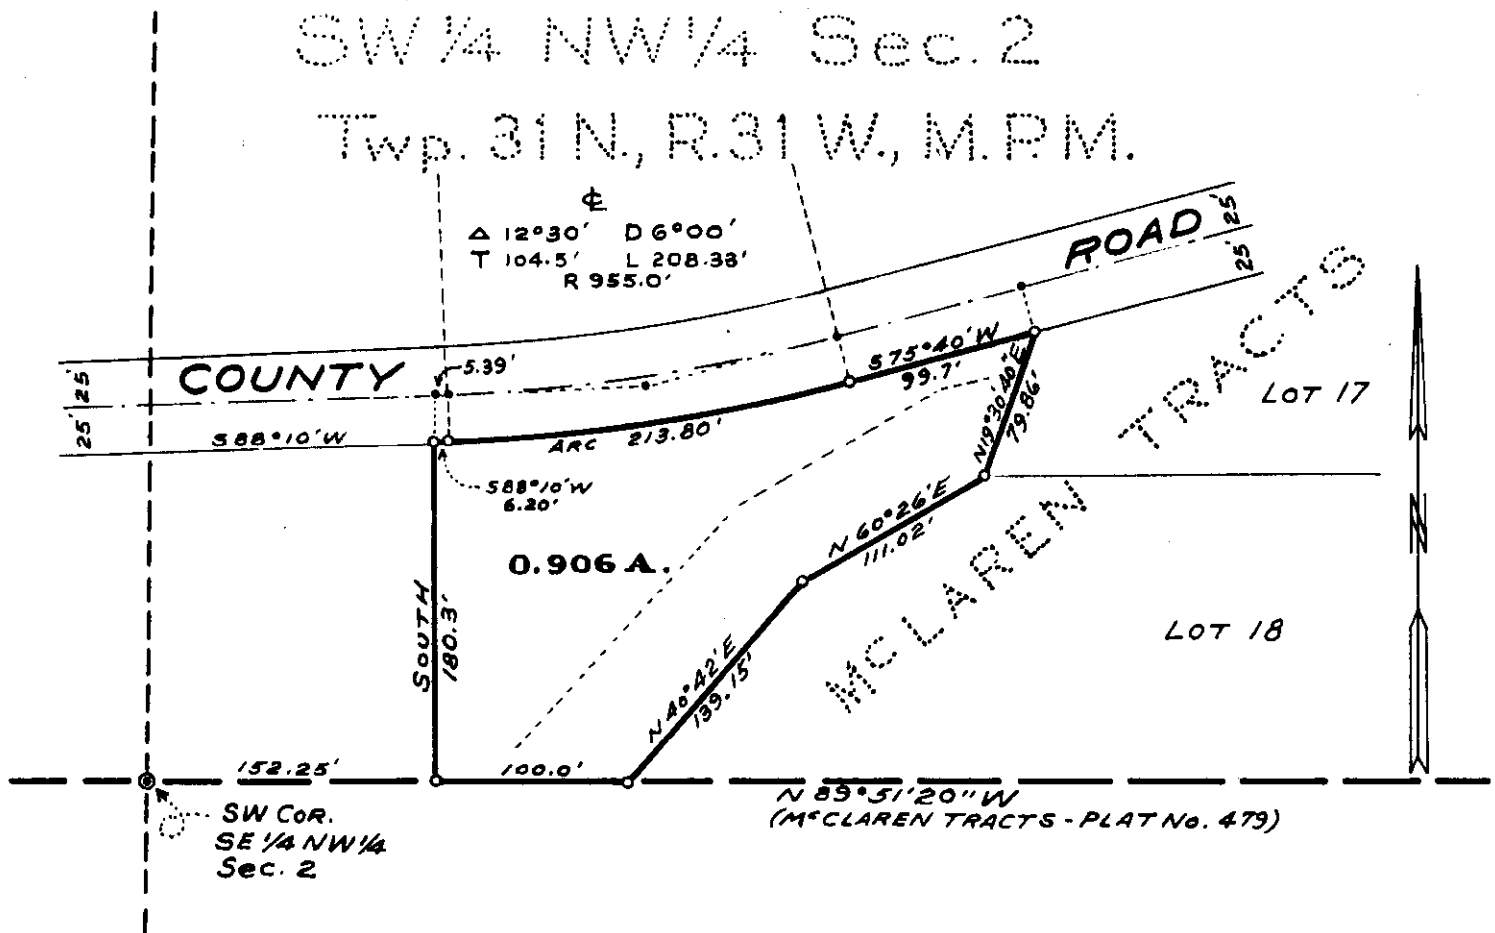 SW 1/4 NW 1/4 Sec. 2
Twp. 31 N., R. 31 W., M.P.M.
℄
Δ 12°30' D 6°00'
T 104.5' L 208.33'
R 955.0'
COUNTY
ROAD
25'
25'
25'
25'
5.39'
S 88°10' W
S 75°40' W
99.7'
ARC 213.80'
S 88°10' W
6.20'
N 19°30'40" E
79.86'
LOT 17
McLAREN TRACTS
N 60°26' E
111.02'
0.906 A.
SOUTH
180.3'
N 40°42' E
139.15'
LOT 18
N
152.25'
100.0'
N 89°51'20" W
(McCLAREN TRACTS - PLAT No. 479)
SW COR.
SE 1/4 NW 1/4
Sec. 2